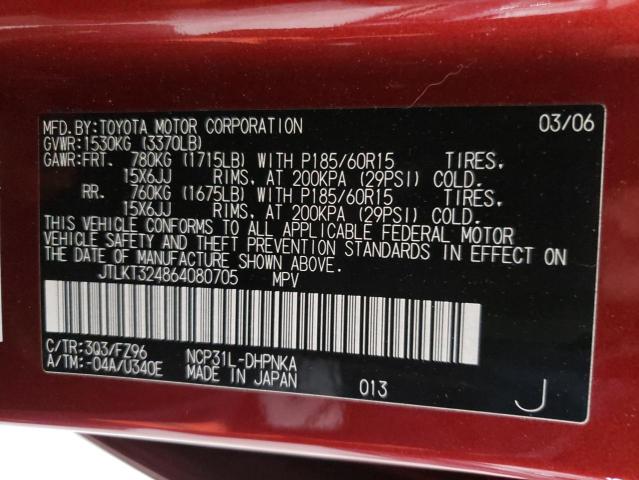 MFD.BY:TOYOTA MOTOR CORPORATION 03/06
GVWR:1530KG (3370LB)
GAWR:FRT. 780KG (1715LB) WITH P185/60R15 TIRES.
15X6JJ RIMS, AT 200KPA (29PSI) COLD.
RR. 760KG (1675LB) WITH P185/60R15 TIRES.
15X6JJ RIMS, AT 200KPA (29PSI) COLD.
THIS VEHICLE CONFORMS TO ALL APPLICABLE FEDERAL MOTOR
VEHICLE SAFETY AND THEFT PREVENTION STANDARDS IN EFFECT ON
THE DATE OF MANUFACTURE SHOWN ABOVE.
JTLKT324864080705 MPV
C/TR:3Q3/FZ96 NCP31L-DHPNKA
A/TM:-04A/U340E MADE IN JAPAN 013 J